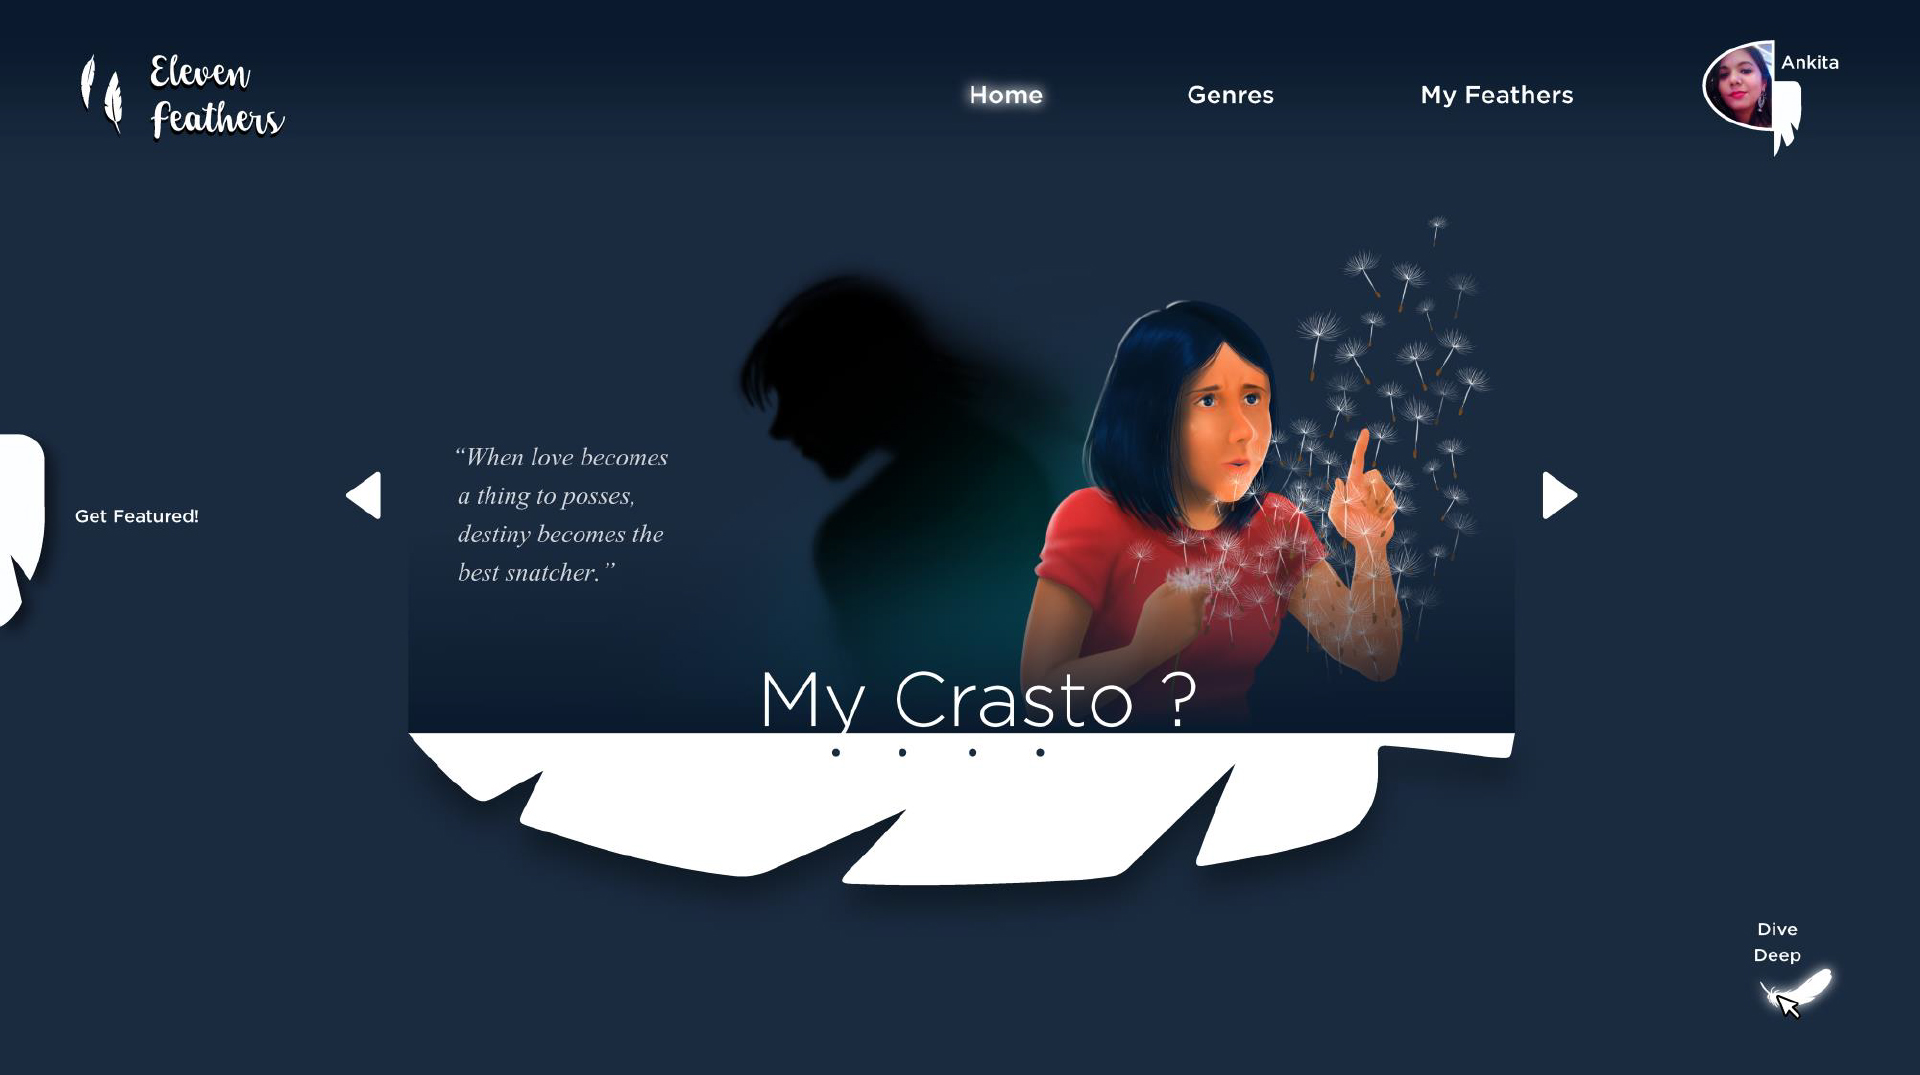 Eleven
Feathers
Home
Genres
My Feathers
Ankita
“When love becomes
a thing to posses,
destiny becomes the
best snatcher.”
Get Featured!
My Crasto ?
Dive
Deep